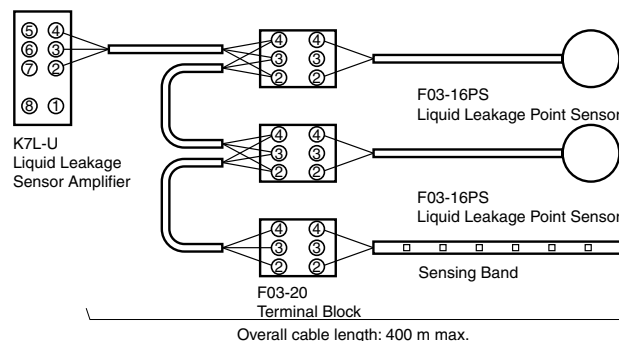 ⑤ ④
⑥ ③
⑦ ②
⑧ ①
K7L-U
Liquid Leakage
Sensor Amplifier
④ ④
③ ③
② ②
F03-16PS
Liquid Leakage Point Sensor
④ ④
③ ③
② ②
F03-16PS
Liquid Leakage Point Sensor
④ ④
③ ③
② ②
F03-20
Terminal Block
Sensing Band
Overall cable length: 400 m max.